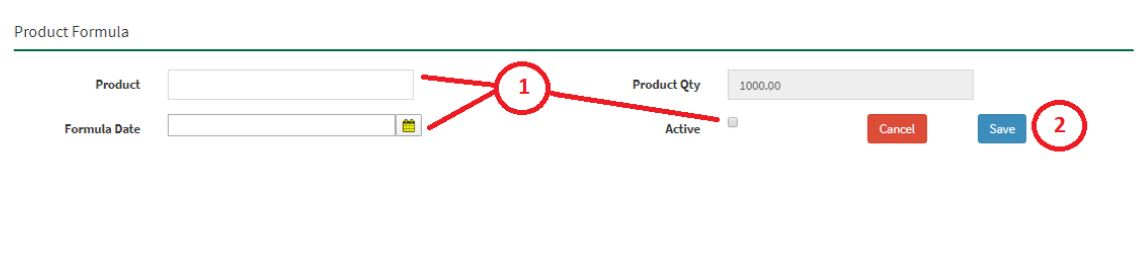 Product Formula
Product
1
Product Qty
1000.00
Formula Date
Active
Cancel
Save
2